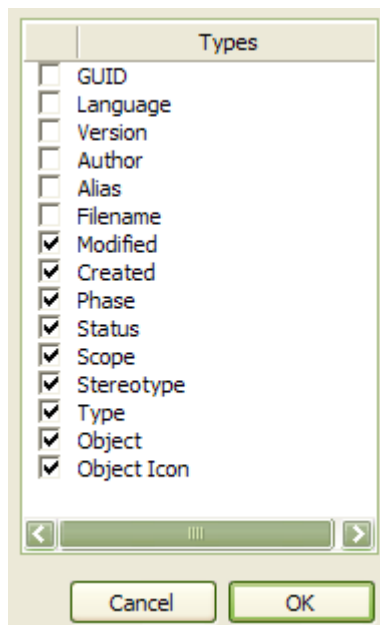 Types
GUID
Language
Version
Author
Alias
Filename
Modified
Created
Phase
Status
Scope
Stereotype
Type
Object
Object Icon
Cancel OK